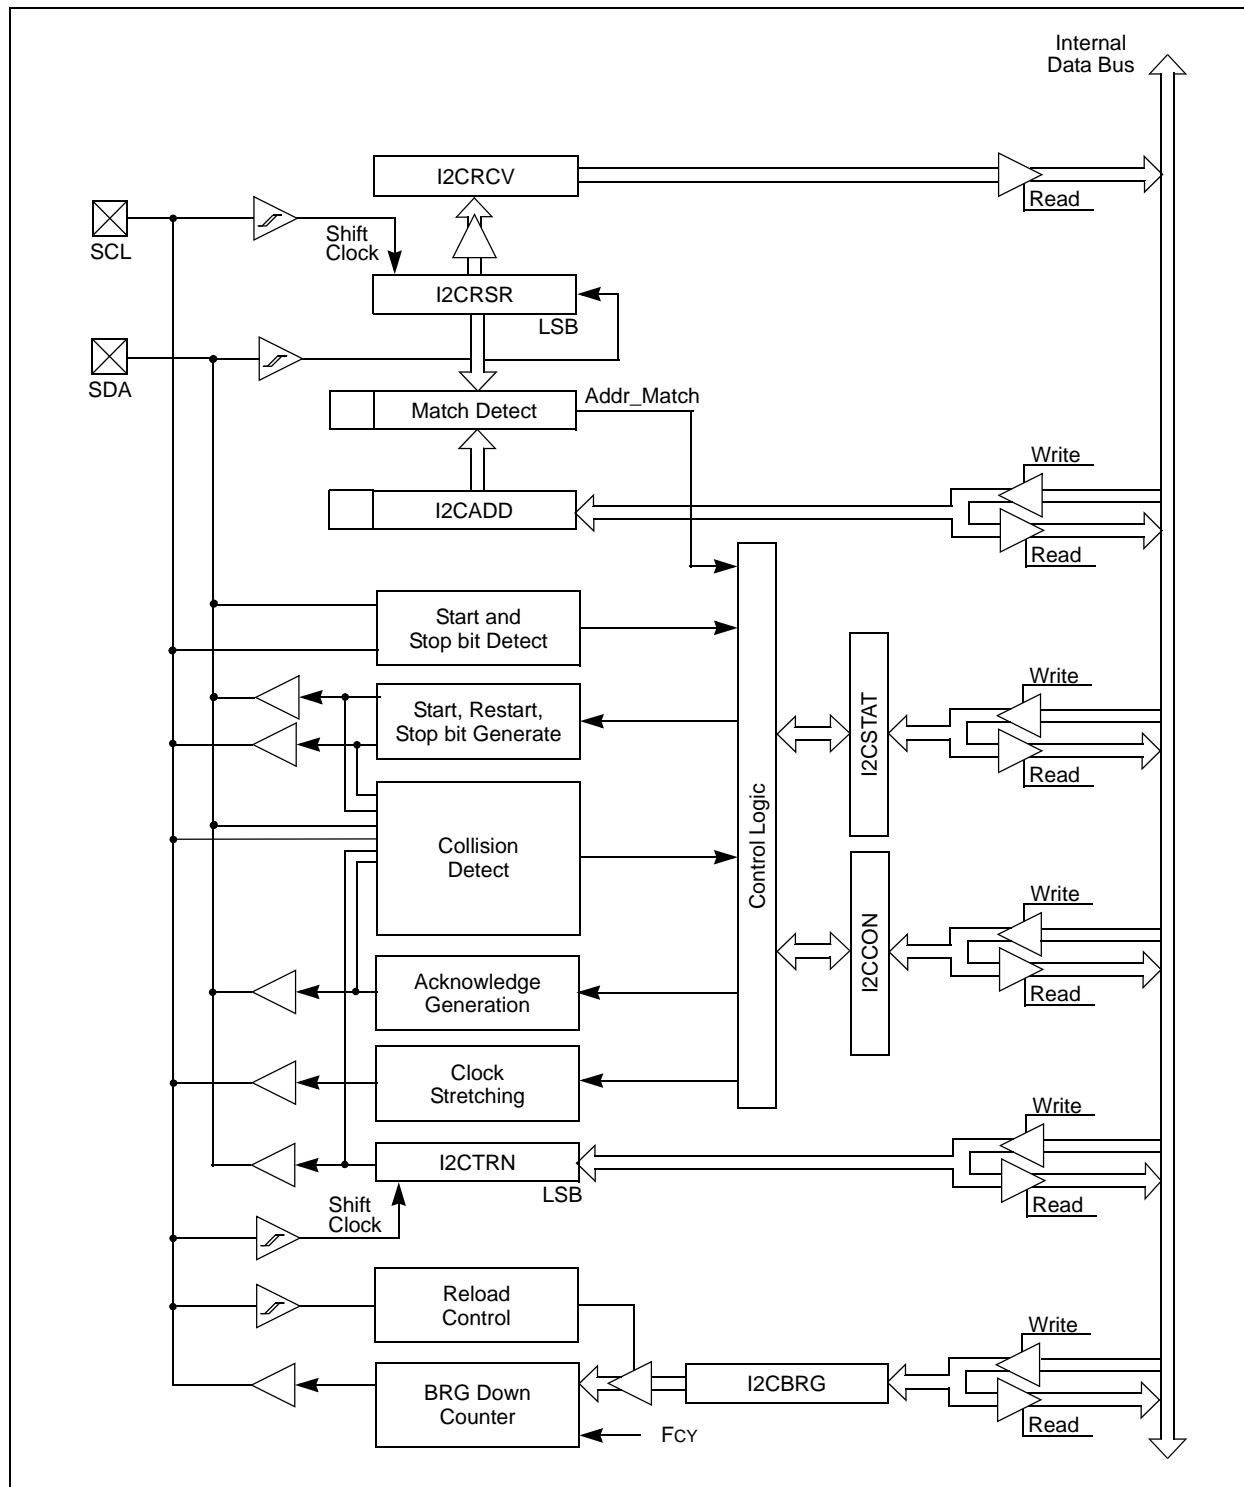 Internal
Data Bus
I2CRCV
Read
SCL
Shift
Clock
I2CRSR
LSB
SDA
Match Detect
Addr_Match
Write
I2CADD
Read
Start and
Stop bit Detect
Start, Restart,
Stop bit Generate
Collision
Detect
Acknowledge
Generation
Clock
Stretching
Control Logic
I2CSTAT
Write
Read
I2CCON
Write
Read
I2CTRN
LSB
Shift
Clock
Write
Read
Reload
Control
BRG Down
Counter
I2CBRG
FCY
Write
Read